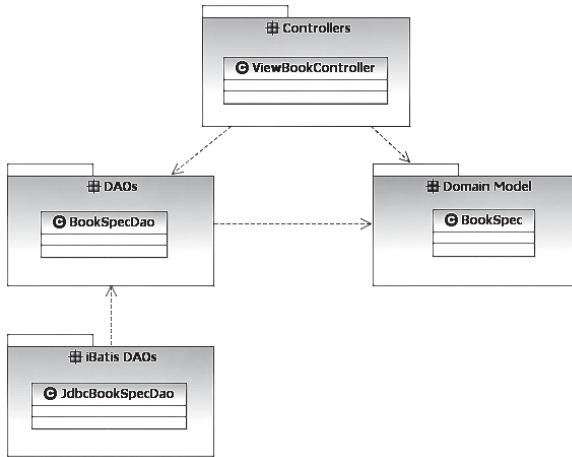 Controllers
C ViewBookController
DAOs
C BookSpecDao
Domain Model
C BookSpec
iBatis DAOs
C JdbcBookSpecDao